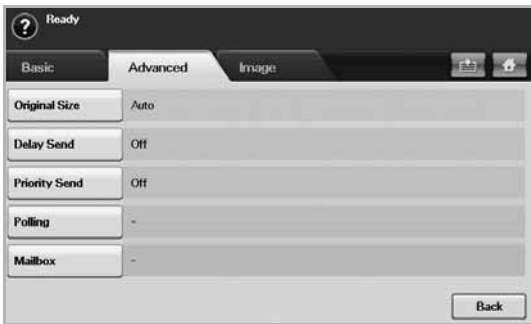 ? Ready
Basic Advanced Image
Original Size Auto
Delay Send Off
Priority Send Off
Polling -
Mailbox -
Back